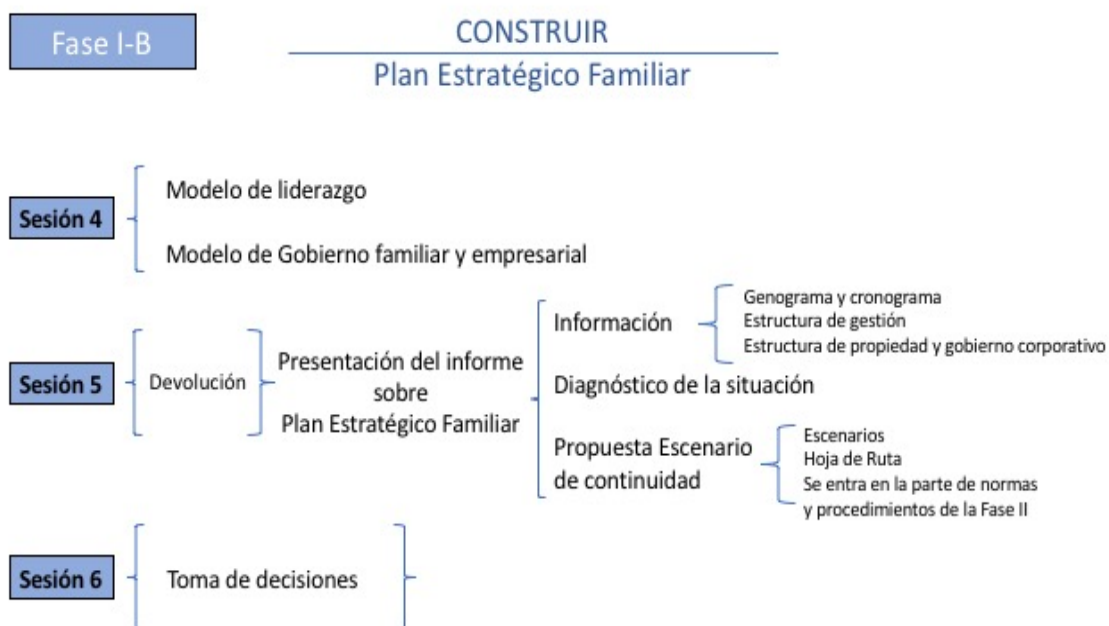 Fase I-B
CONSTRUIR
Plan Estratégico Familiar
Sesión 4
Modelo de liderazgo
Modelo de Gobierno familiar y empresarial
Sesión 5
Devolución
Presentación del informe
sobre
Plan Estratégico Familiar
Información
Genograma y cronograma
Estructura de gestión
Estructura de propiedad y gobierno corporativo
Diagnóstico de la situación
Propuesta Escenario
de continuidad
Escenarios
Hoja de Ruta
Se entra en la parte de normas
y procedimientos de la Fase II
Sesión 6
Toma de decisiones